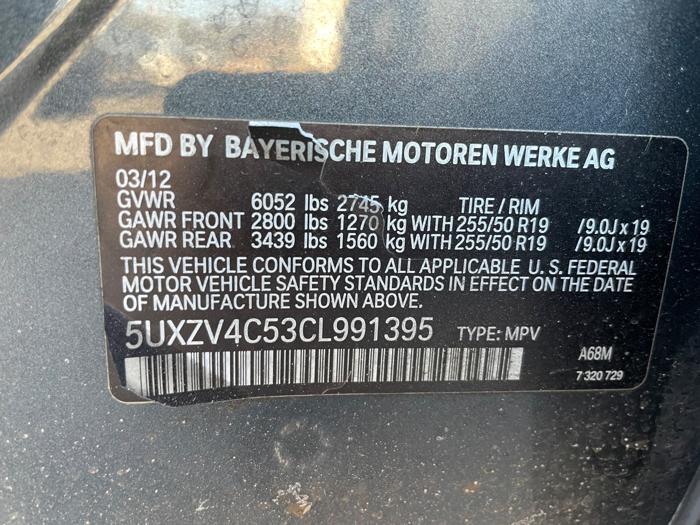 MFD BY BAYERISCHE MOTOREN WERKE AG
03/12
GVWR 6052 lbs 2745 kg TIRE / RIM
GAWR FRONT 2800 lbs 1270 kg WITH 255/50 R19 /9.0J x 19
GAWR REAR 3439 lbs 1560 kg WITH 255/50 R19 /9.0J x 19
THIS VEHICLE CONFORMS TO ALL APPLICABLE U. S. FEDERAL
MOTOR VEHICLE SAFETY STANDARDS IN EFFECT ON THE DATE
OF MANUFACTURE SHOWN ABOVE.
5UXZV4C53CL991395 TYPE: MPV
A68M
7 320 729